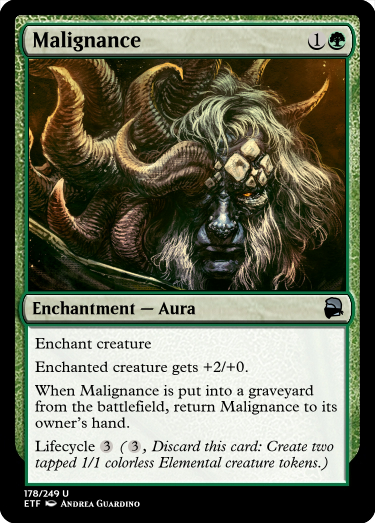 Malignance 1
Enchantment — Aura
Enchant creature
Enchanted creature gets +2/+0.
When Malignance is put into a graveyard
from the battlefield, return Malignance to its
owner's hand.
Lifecycle 3 (3, Discard this card: Create two
tapped 1/1 colorless Elemental creature tokens.)
178/249 U
ETF Andrea Guardino